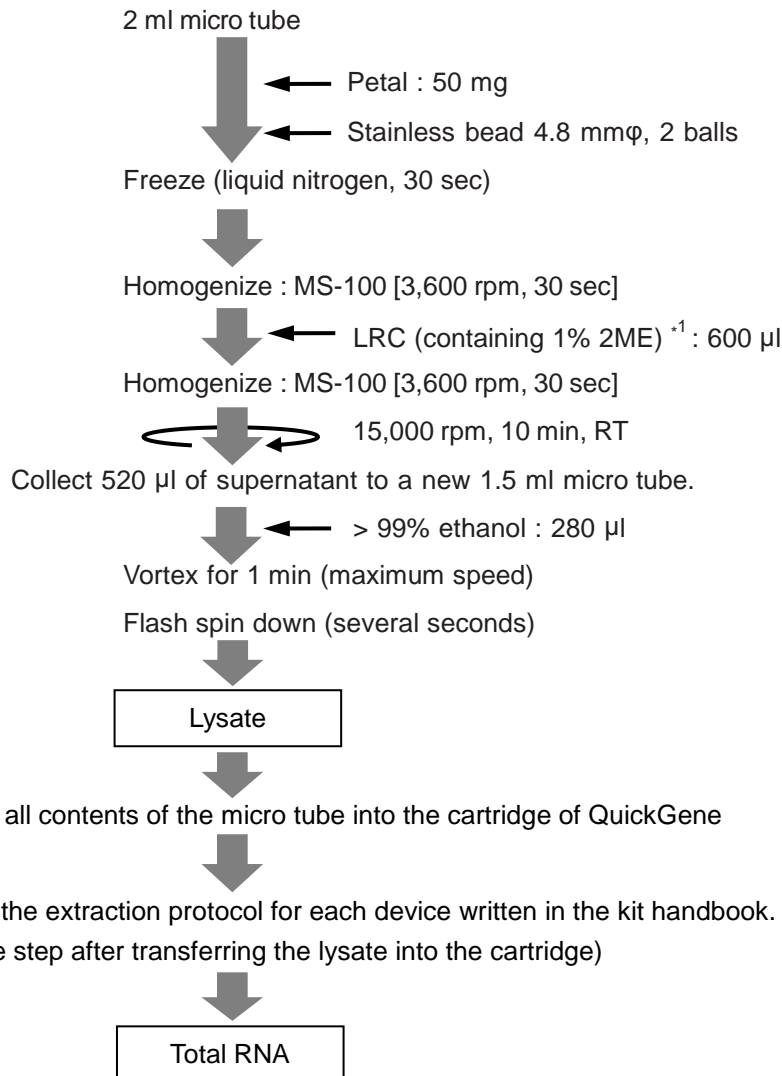 2 ml micro tube
Petal : 50 mg
Stainless bead 4.8 mmφ, 2 balls
Freeze (liquid nitrogen, 30 sec)
Homogenize : MS-100 [3,600 rpm, 30 sec]
LRC (containing 1% 2ME) *1 : 600 µl
Homogenize : MS-100 [3,600 rpm, 30 sec]
15,000 rpm, 10 min, RT
Collect 520 µl of supernatant to a new 1.5 ml micro tube.
> 99% ethanol : 280 µl
Vortex for 1 min (maximum speed)
Flash spin down (several seconds)
Lysate
all contents of the micro tube into the cartridge of QuickGene
the extraction protocol for each device written in the kit handbook.
step after transferring the lysate into the cartridge)
Total RNA